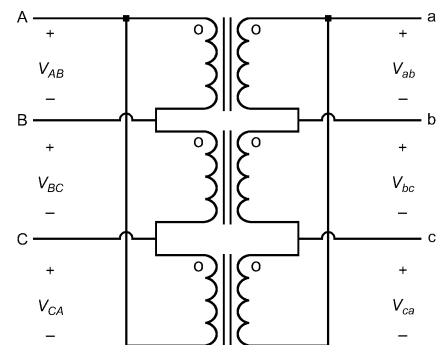 A a
O O
+ +
V_AB V_ab
– –
B b
O O
+ +
V_BC V_bc
– –
C c
O O
+ +
V_CA V_ca
– –